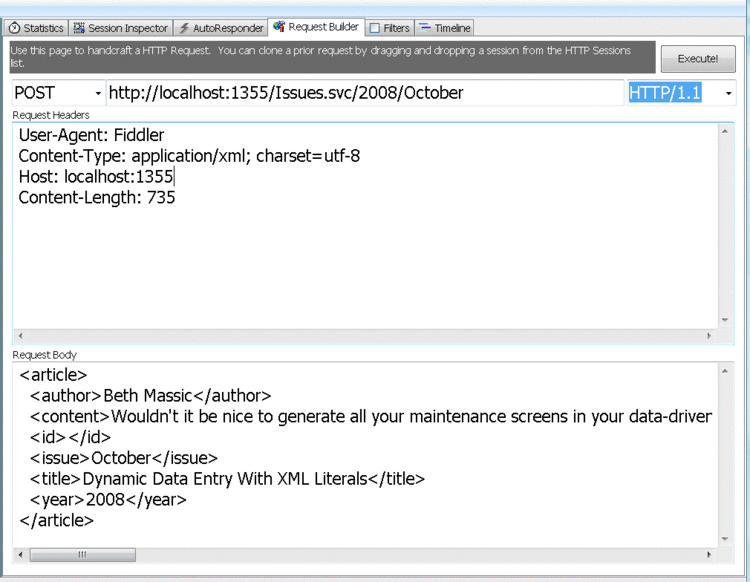 Statistics Session Inspector AutoResponder Request Builder Filters Timeline
Use this page to handcraft a HTTP Request. You can clone a prior request by dragging and dropping a session from the HTTP Sessions
list.
Execute!
POST http://localhost:1355/Issues.svc/2008/October HTTP/1.1
Request Headers
User-Agent: Fiddler
Content-Type: application/xml; charset=utf-8
Host: localhost:1355
Content-Length: 735
Request Body
<article>
<author>Beth Massic</author>
<content>Wouldn't it be nice to generate all your maintenance screens in your data-driver
<id></id>
<issue>October</issue>
<title>Dynamic Data Entry With XML Literals</title>
<year>2008</year>
</article>